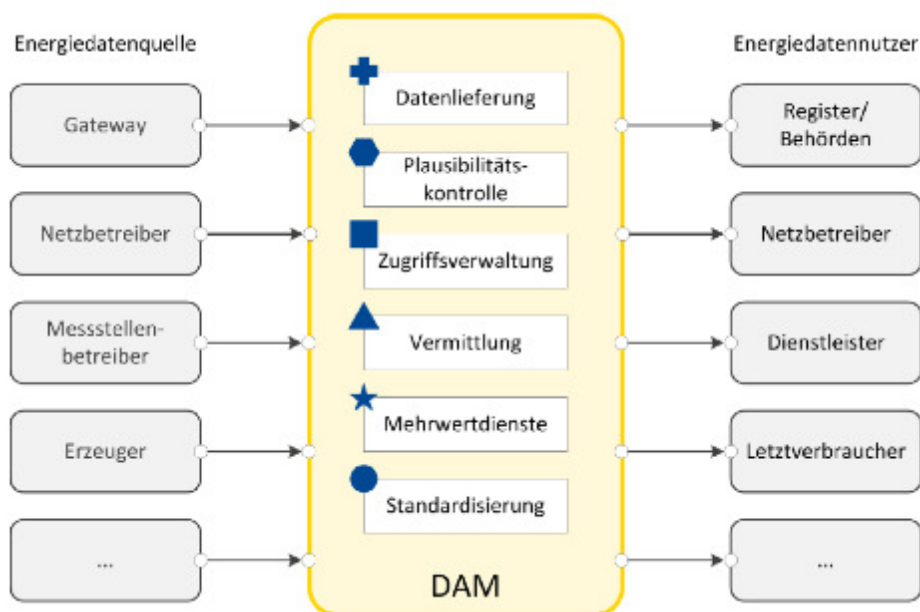 Energiedatenquelle
Gateway
Netzbetreiber
Messstellen-
betreiber
Erzeuger
...
Datenlieferung
Plausibilitäts-
kontrolle
Zugriffsverwaltung
Vermittlung
Mehrwertdienste
Standardisierung
DAM
Energiedatennutzer
Register/
Behörden
Netzbetreiber
Dienstleister
Letztverbraucher
...